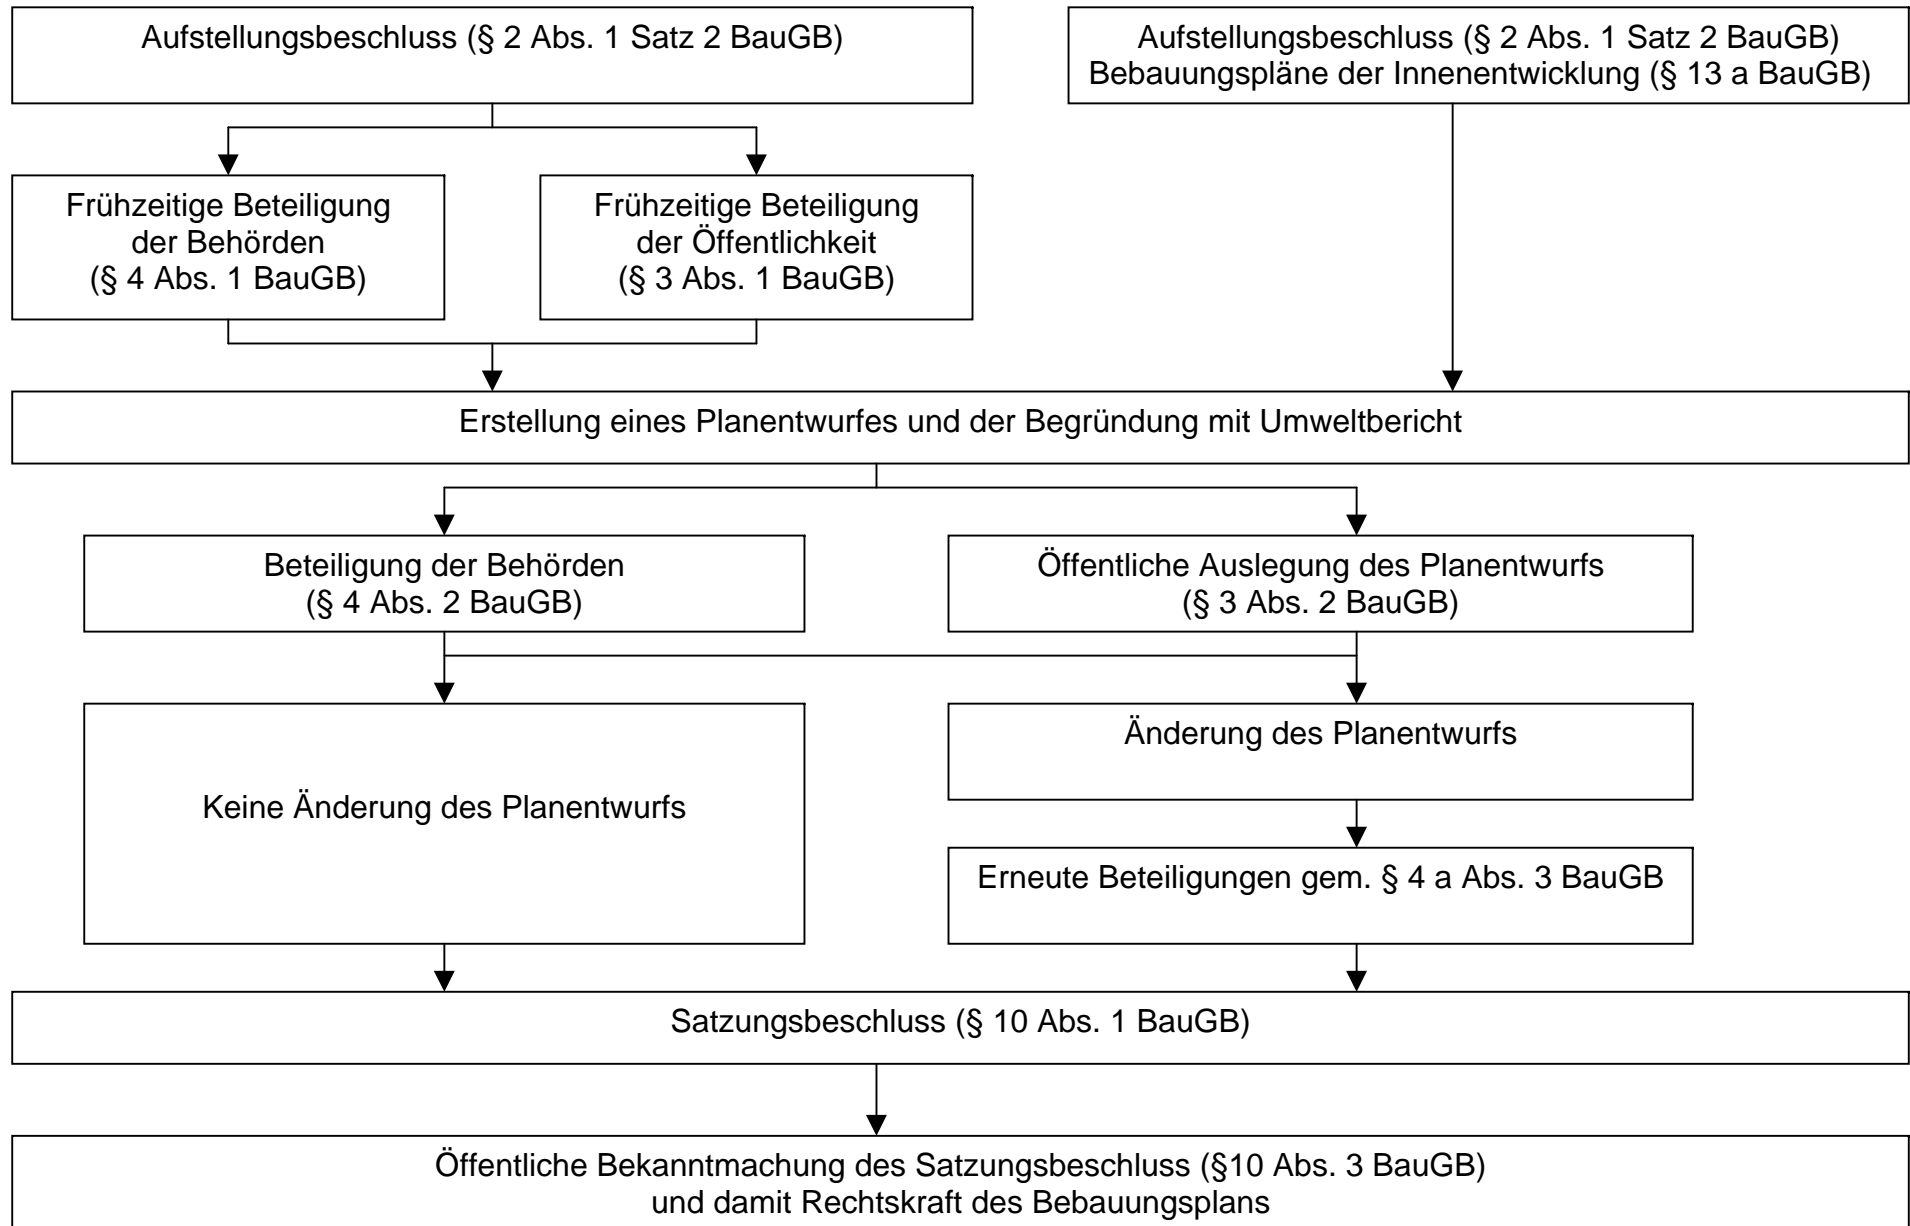 Aufstellungsbeschluss (§ 2 Abs. 1 Satz 2 BauGB)
Aufstellungsbeschluss (§ 2 Abs. 1 Satz 2 BauGB)
Bebauungspläne der Innenentwicklung (§ 13 a BauGB)
Frühzeitige Beteiligung
der Behörden
(§ 4 Abs. 1 BauGB)
Frühzeitige Beteiligung
der Öffentlichkeit
(§ 3 Abs. 1 BauGB)
Erstellung eines Planentwurfes und der Begründung mit Umweltbericht
Beteiligung der Behörden
(§ 4 Abs. 2 BauGB)
Öffentliche Auslegung des Planentwurfs
(§ 3 Abs. 2 BauGB)
Keine Änderung des Planentwurfs
Änderung des Planentwurfs
Erneute Beteiligungen gem. § 4 a Abs. 3 BauGB
Satzungsbeschluss (§ 10 Abs. 1 BauGB)
Öffentliche Bekanntmachung des Satzungsbeschluss (§10 Abs. 3 BauGB)
und damit Rechtskraft des Bebauungsplans